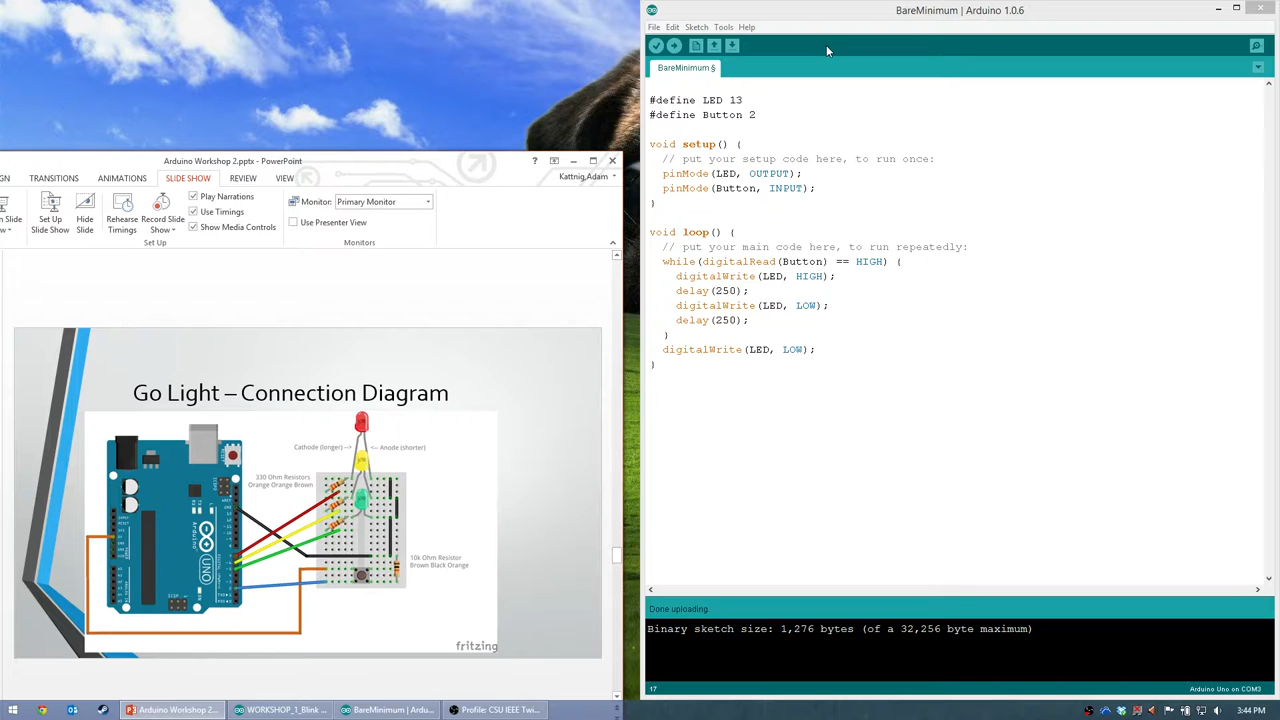 BareMinimum | Arduino 1.0.6
File Edit Sketch Tools Help
BareMinimum §
#define LED 13
#define Button 2
void setup() {
// put your setup code here, to run once:
pinMode(LED, OUTPUT);
pinMode(Button, INPUT);
}
void loop() {
// put your main code here, to run repeatedly:
while(digitalRead(Button) == HIGH) {
digitalWrite(LED, HIGH);
delay(250);
digitalWrite(LED, LOW);
delay(250);
}
digitalWrite(LED, LOW);
}
Done uploading.
Binary sketch size: 1,276 bytes (of a 32,256 byte maximum)
17
Arduino Uno on COM3
Arduino Workshop 2.pptx - PowerPoint
GN TRANSITIONS ANIMATIONS SLIDE SHOW REVIEW VIEW
Kattnig,Adam
n Slide
w
Set Up
Slide Show
Hide
Slide
Rehearse
Timings
Record Slide
Show
Play Narrations
Use Timings
Show Media Controls
Set Up
Monitor: Primary Monitor
Use Presenter View
Monitors
Go Light – Connection Diagram
Cathode (longer) -->
<-- Anode (shorter)
330 Ohm Resistors
Orange Orange Brown
10k Ohm Resistor
Brown Black Orange
UNO
fritzing
Arduino Workshop 2....
WORKSHOP_1_Blink ...
BareMinimum | Ardu...
Profile: CSU IEEE Twin...
3:44 PM